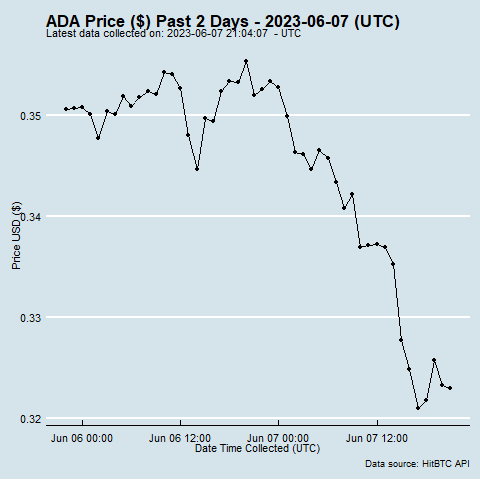 ADA Price ($) Past 2 Days - 2023-06-07 (UTC)
Latest data collected on: 2023-06-07 21:04:07 - UTC
0.35
0.34
0.33
0.32
Price USD ($)
Jun 06 00:00 Jun 06 12:00 Jun 07 00:00 Jun 07 12:00
Date Time Collected (UTC)
Data source: HitBTC API